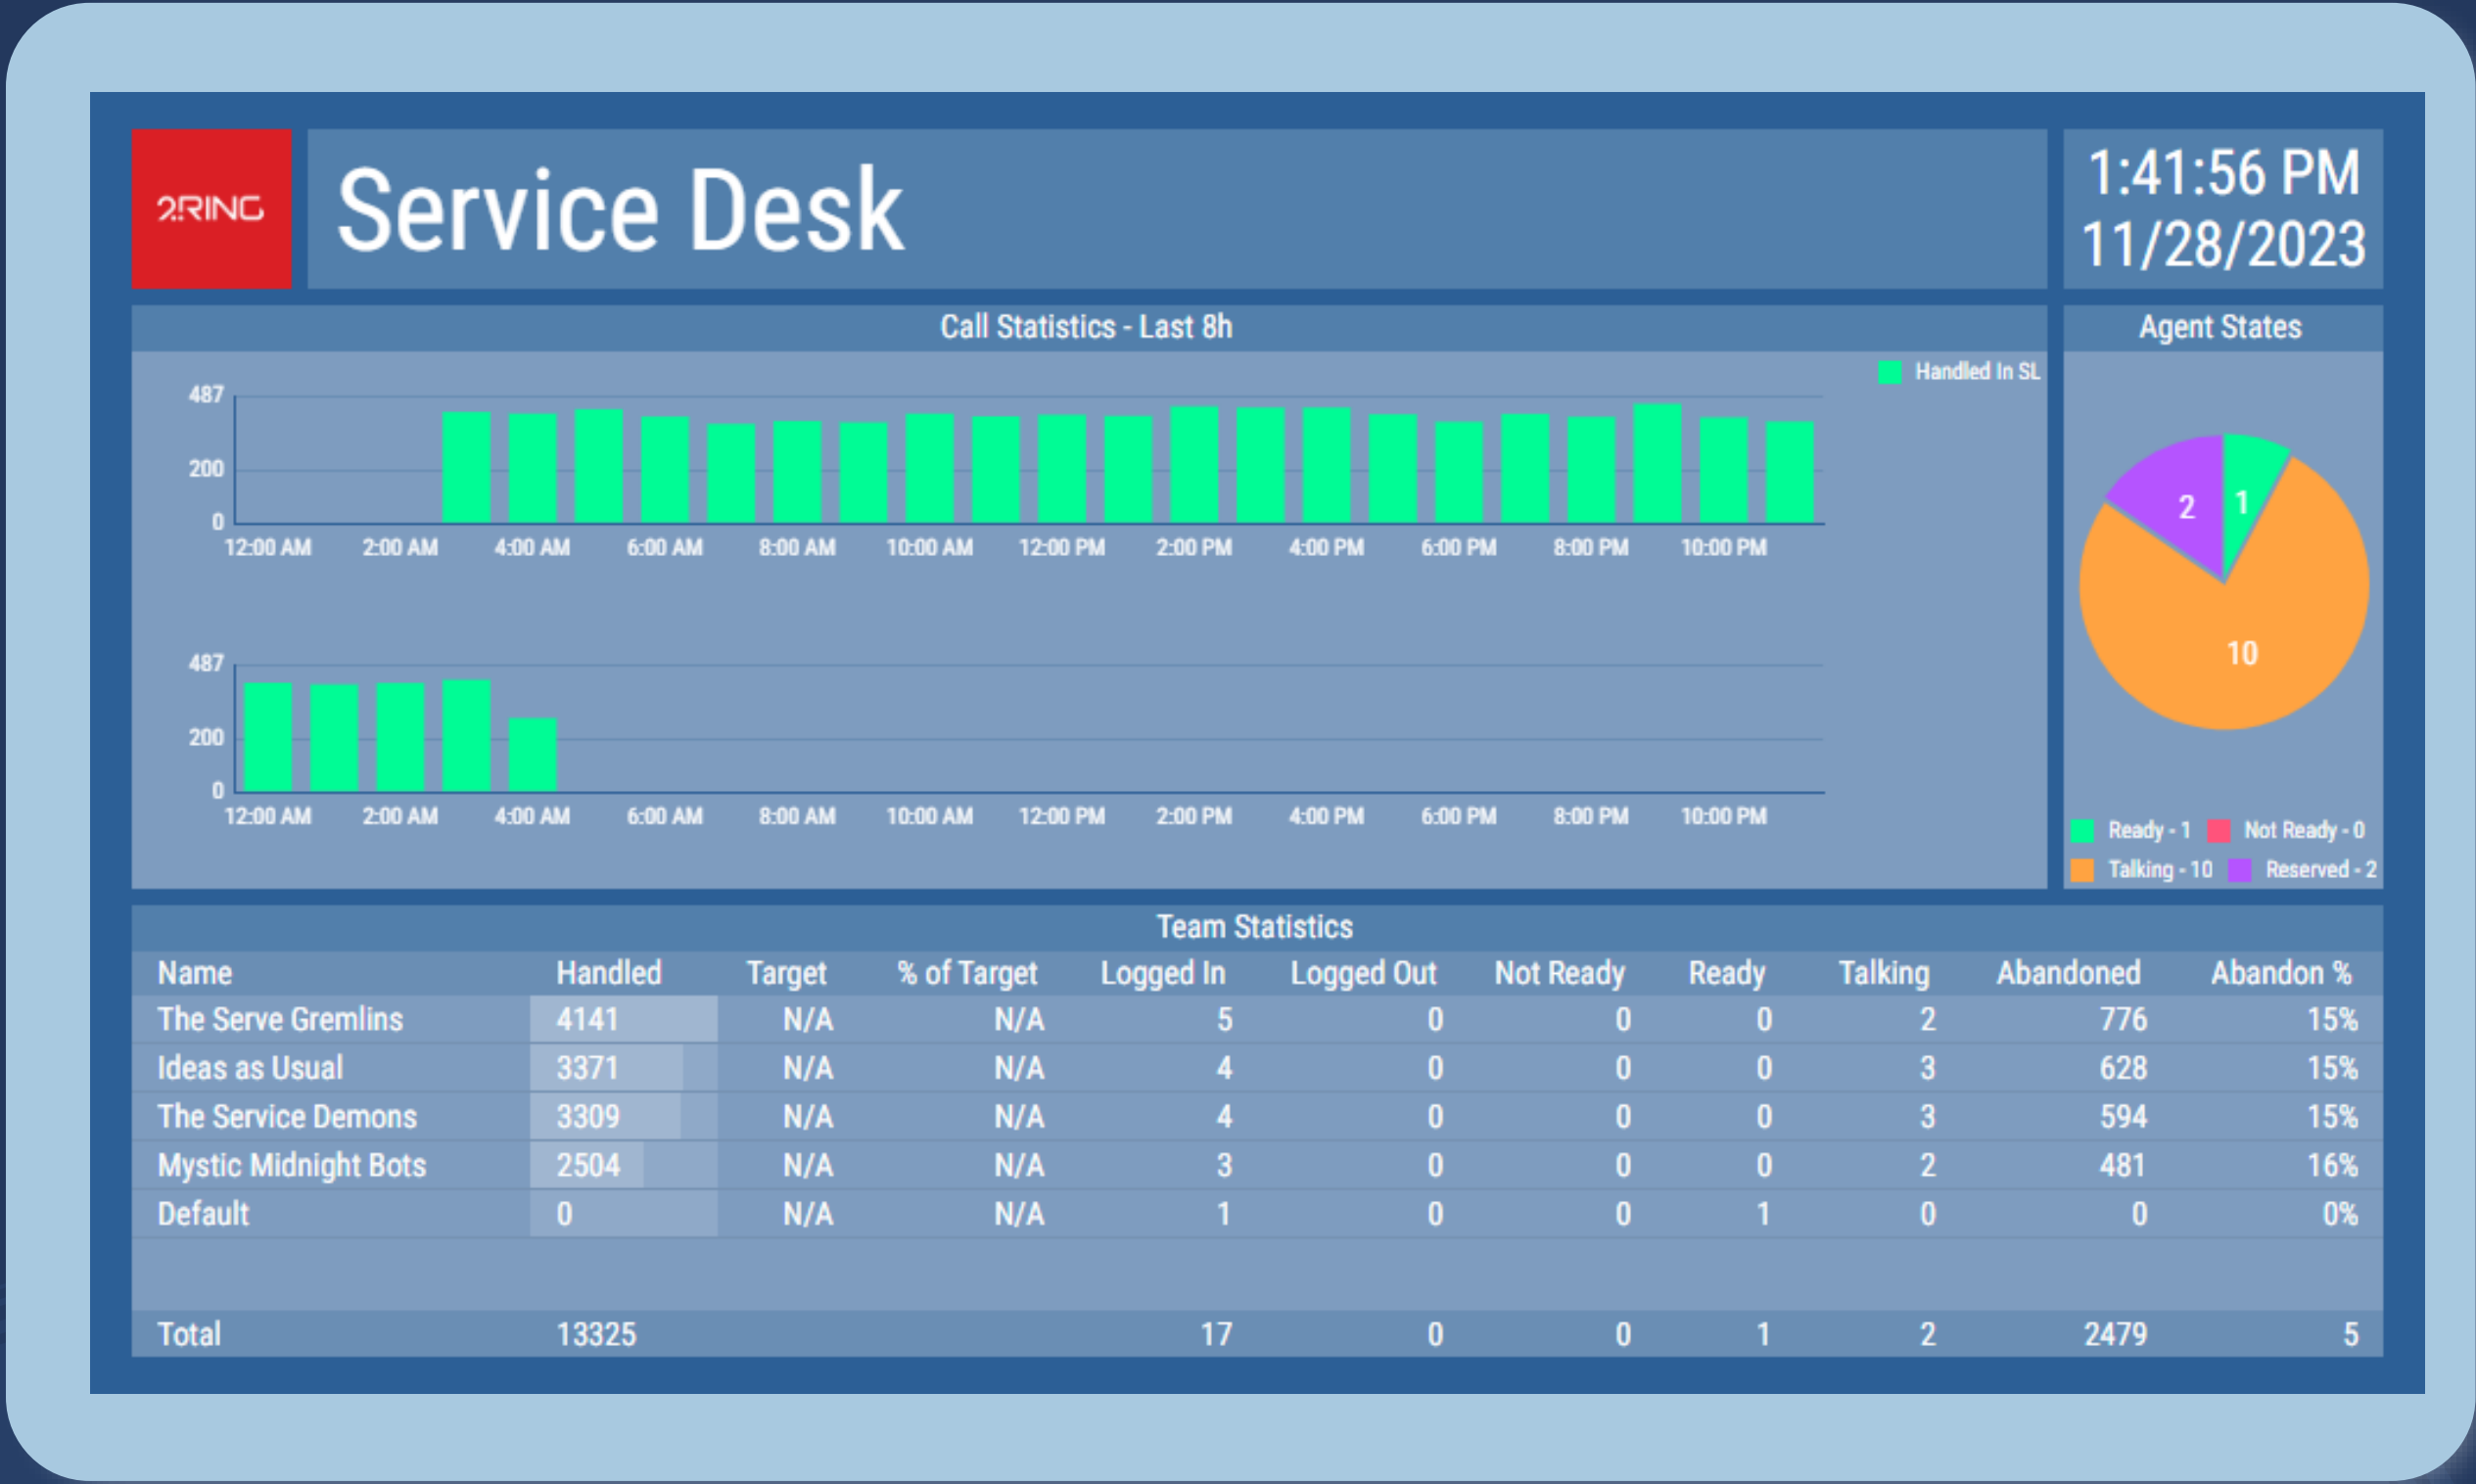 2RING
Service Desk
1:41:56 PM
11/28/2023
Call Statistics - Last 8h
Handled In SL
487
200
0
12:00 AM 2:00 AM 4:00 AM 6:00 AM 8:00 AM 10:00 AM 12:00 PM 2:00 PM 4:00 PM 6:00 PM 8:00 PM 10:00 PM
487
200
0
12:00 AM 2:00 AM 4:00 AM 6:00 AM 8:00 AM 10:00 AM 12:00 PM 2:00 PM 4:00 PM 6:00 PM 8:00 PM 10:00 PM
Agent States
2 1
10
Ready - 1 Not Ready - 0
Talking - 10 Reserved - 2
Team Statistics
Name Handled Target % of Target Logged In Logged Out Not Ready Ready Talking Abandoned Abandon %
The Serve Gremlins 4141 N/A N/A 5 0 0 0 2 776 15%
Ideas as Usual 3371 N/A N/A 4 0 0 0 3 628 15%
The Service Demons 3309 N/A N/A 4 0 0 0 3 594 15%
Mystic Midnight Bots 2504 N/A N/A 3 0 0 0 2 481 16%
Default 0 N/A N/A 1 0 0 1 0 0 0%
Total 13325 17 0 0 1 2 2479 5